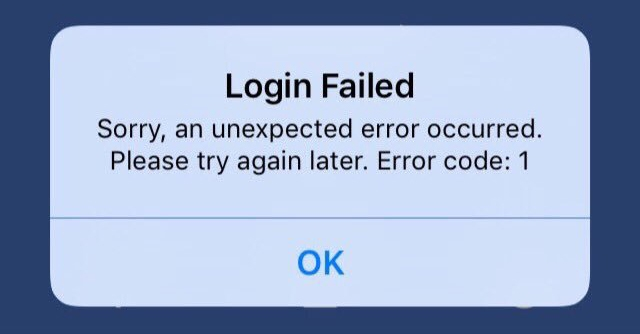 Login Failed
Sorry, an unexpected error occurred.
Please try again later. Error code: 1
OK